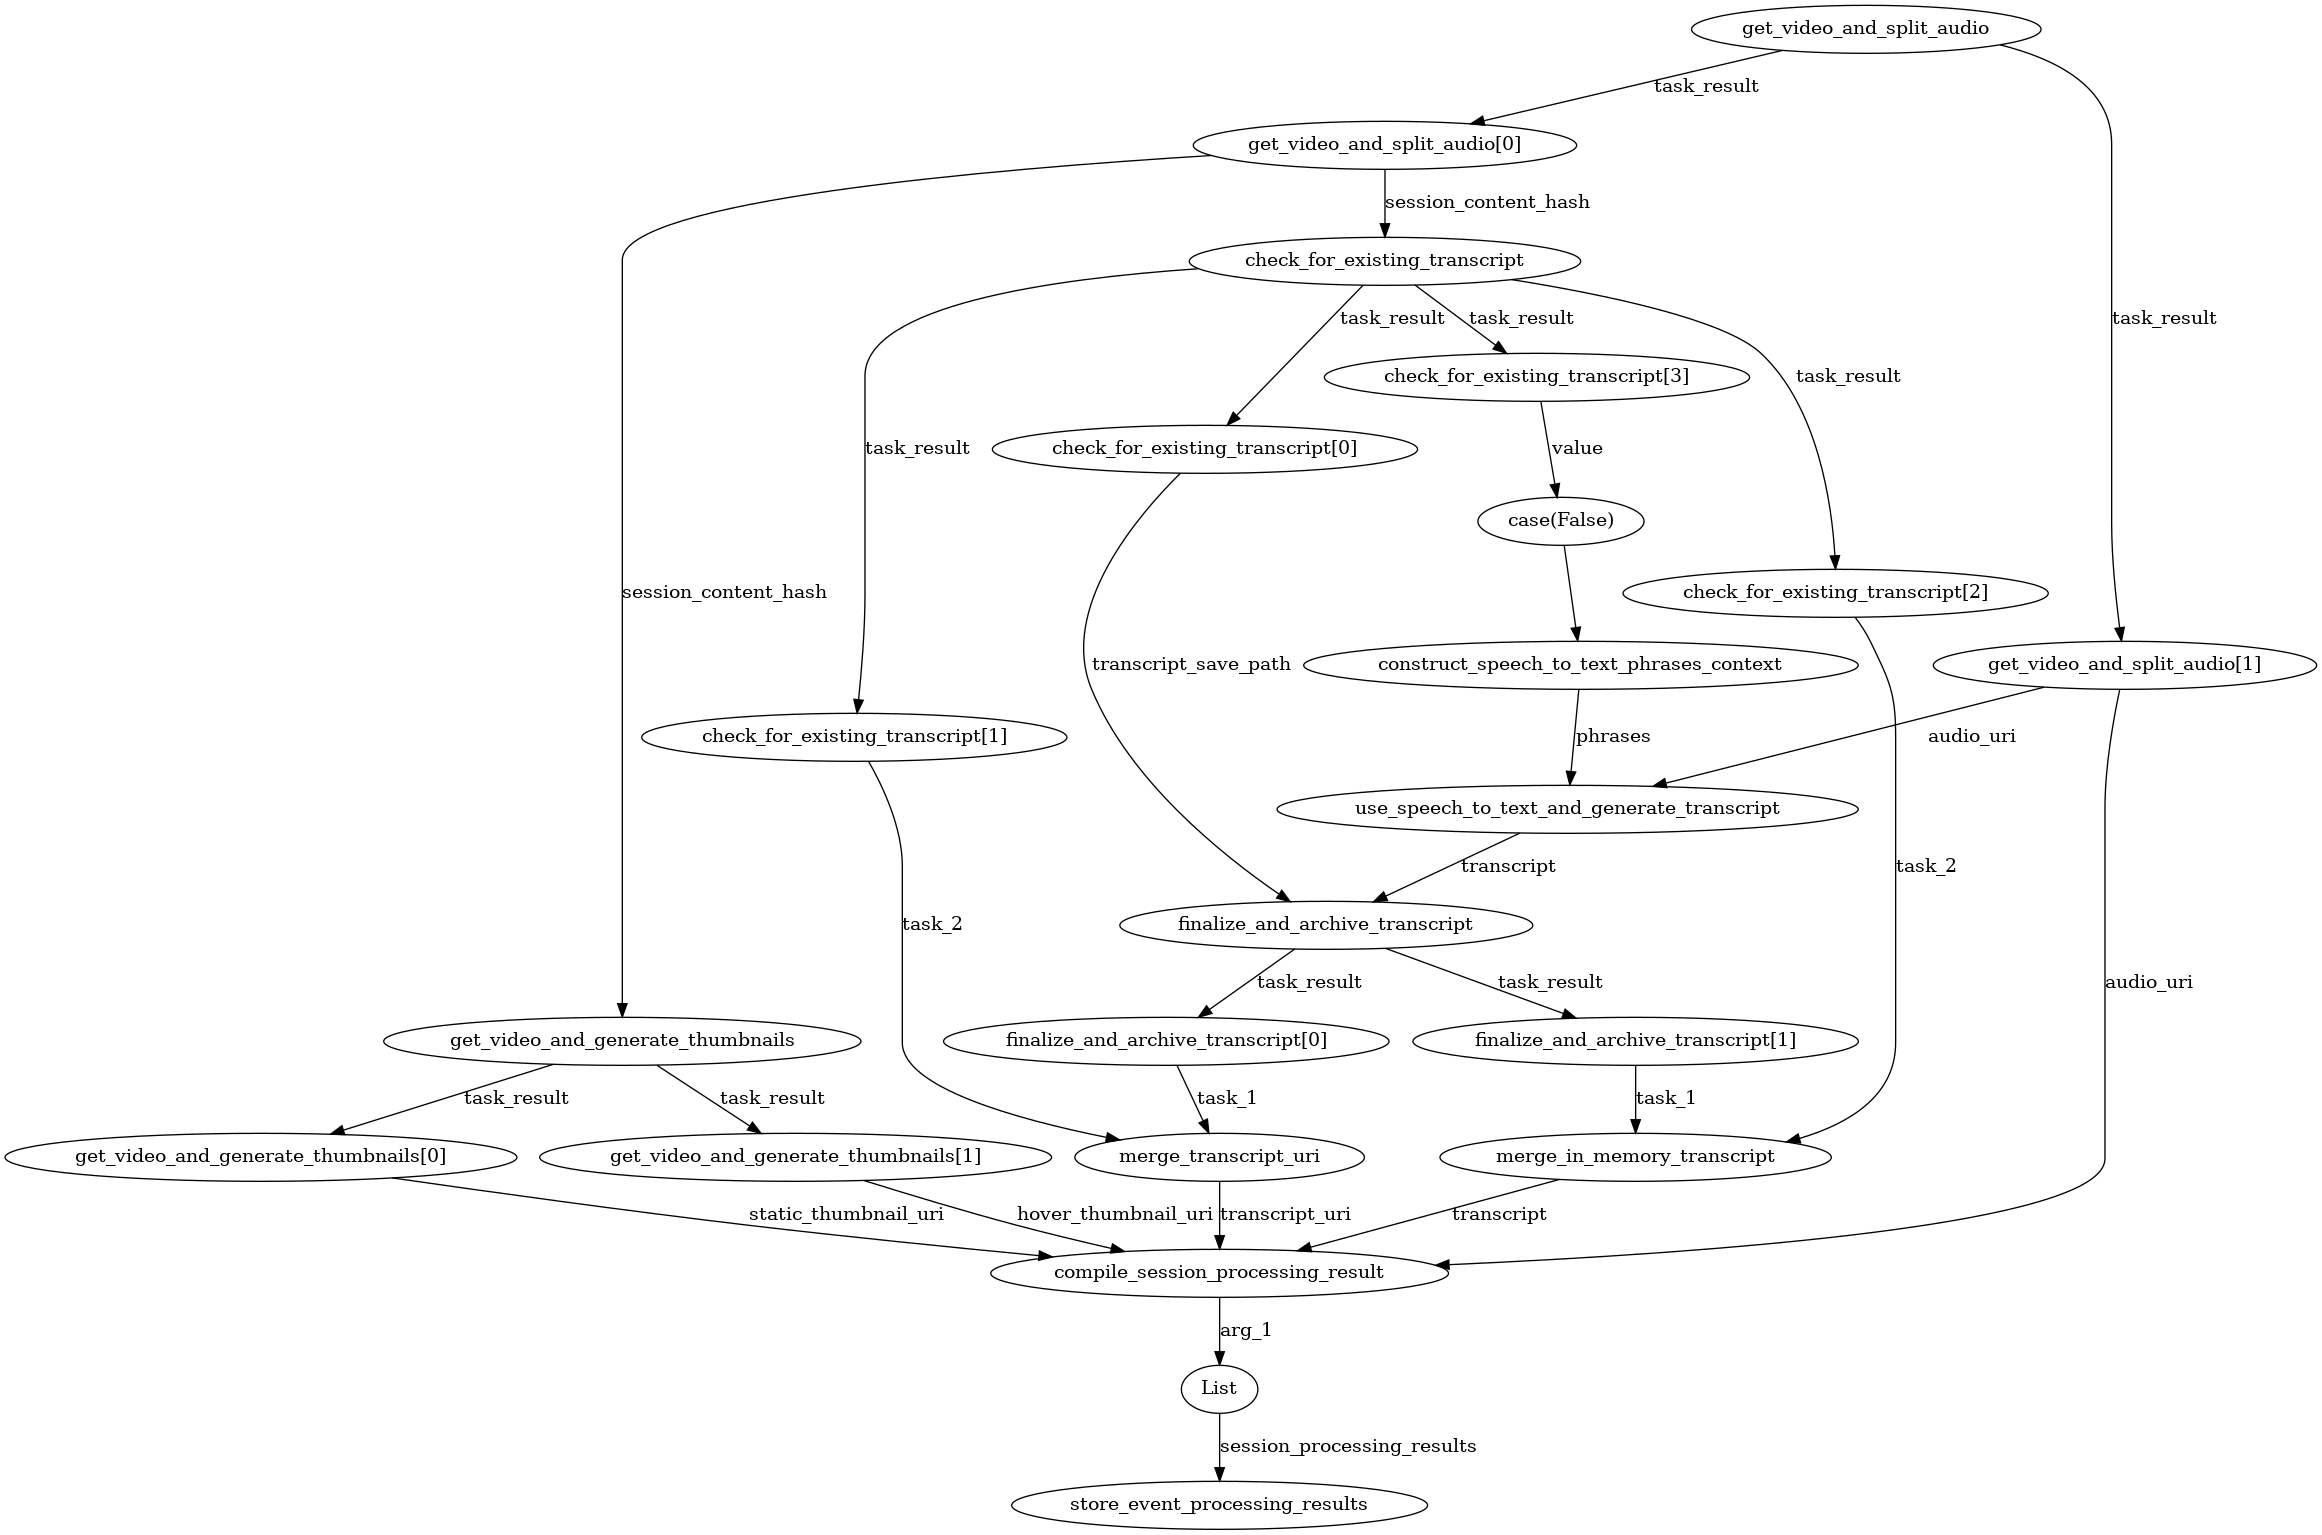 get_video_and_split_audio
task_result
get_video_and_split_audio[0]
session_content_hash
check_for_existing_transcript
task_result
task_result
task_result
check_for_existing_transcript[3]
task_result
task_result
check_for_existing_transcript[0]
value
case(False)
session_content_hash
check_for_existing_transcript[2]
transcript_save_path
construct_speech_to_text_phrases_context
get_video_and_split_audio[1]
check_for_existing_transcript[1]
phrases
audio_uri
use_speech_to_text_and_generate_transcript
transcript
task_2
task_2
finalize_and_archive_transcript
task_result
task_result
audio_uri
get_video_and_generate_thumbnails
finalize_and_archive_transcript[0]
finalize_and_archive_transcript[1]
task_result
task_result
task_1
task_1
get_video_and_generate_thumbnails[0]
get_video_and_generate_thumbnails[1]
merge_transcript_uri
merge_in_memory_transcript
static_thumbnail_uri
hover_thumbnail_uri
transcript_uri
transcript
compile_session_processing_result
arg_1
List
session_processing_results
store_event_processing_results